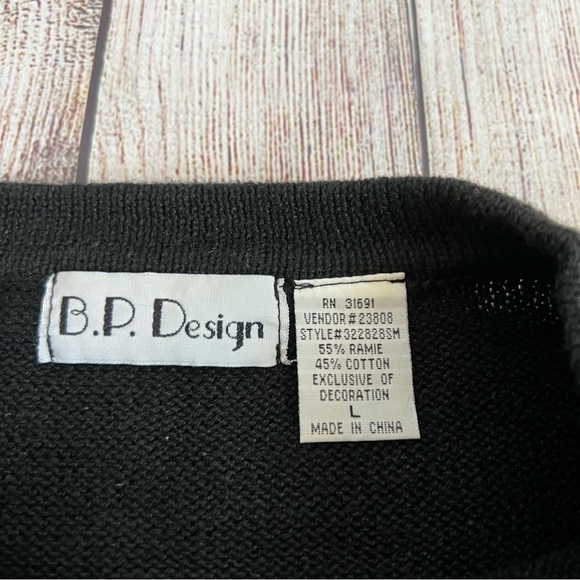 B.P. Design
RN 31691
VENDOR#23808
STYLE#322828SM
55% RAMIE
45% COTTON
EXCLUSIVE OF
DECORATION
L
MADE IN CHINA